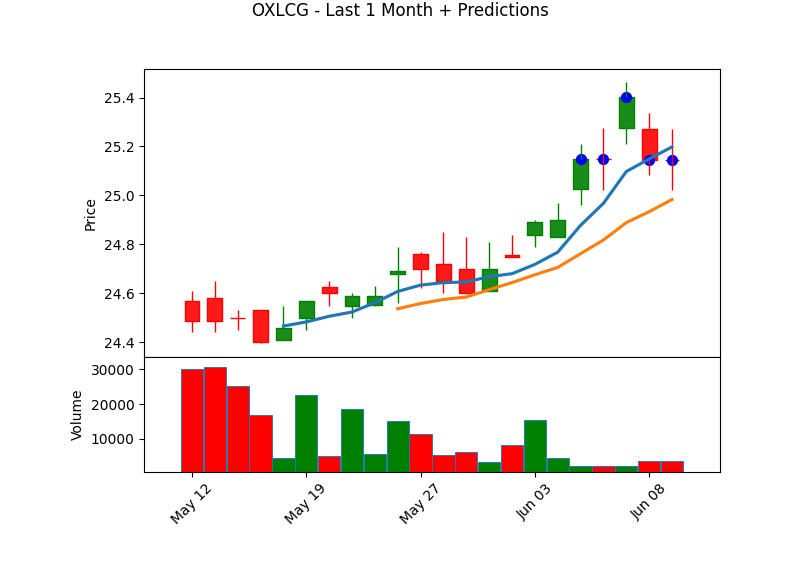 OXLCG - Last 1 Month + Predictions
25.4
25.2
25.0
24.8
24.6
24.4
Price
30000
20000
10000
Volume
May 12
May 19
May 27
Jun 03
Jun 08